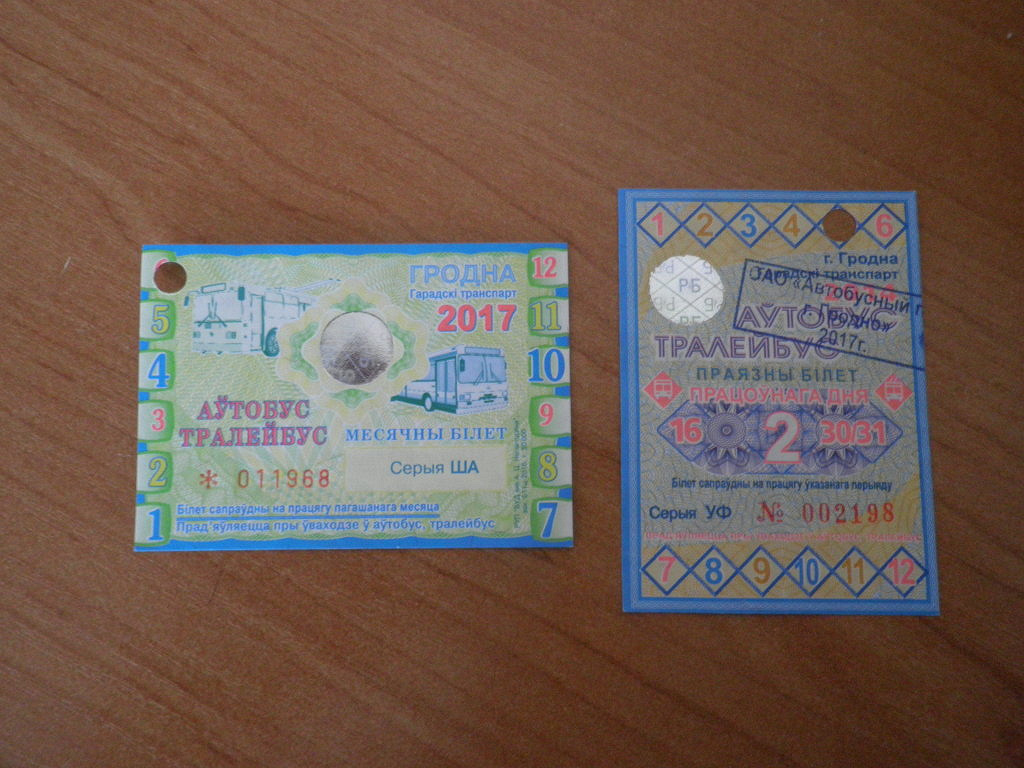 ГРОДНА
Гарадскі транспарт
2017
12
5
11
4
10
3
9
2
8
1
7
АЎТОБУС
ТРАЛЕЙБУС
МЕСЯЧНЫ БІЛЕТ
Серыя ША
* 011968
Білет сапраўдны на працягу пагашанага месяца
Прад'яўляецца пры ўваходзе ў аўтобус, тралейбус
1 2 3 4 6
г. Гродна
Гарадскі транспарт
РБ
ОАО «Автобусный
г. Гродно»
2017г.
АЎТОБУС
ТРАЛЕЙБУС
ПРАЯЗНЫ БІЛЕТ
ПРАЦОЎНАГА ДНЯ
16 2 30/31
Білет сапраўдны на працягу ўказанага перыяду
Серыя УФ № 002198
7 8 9 10 11 12